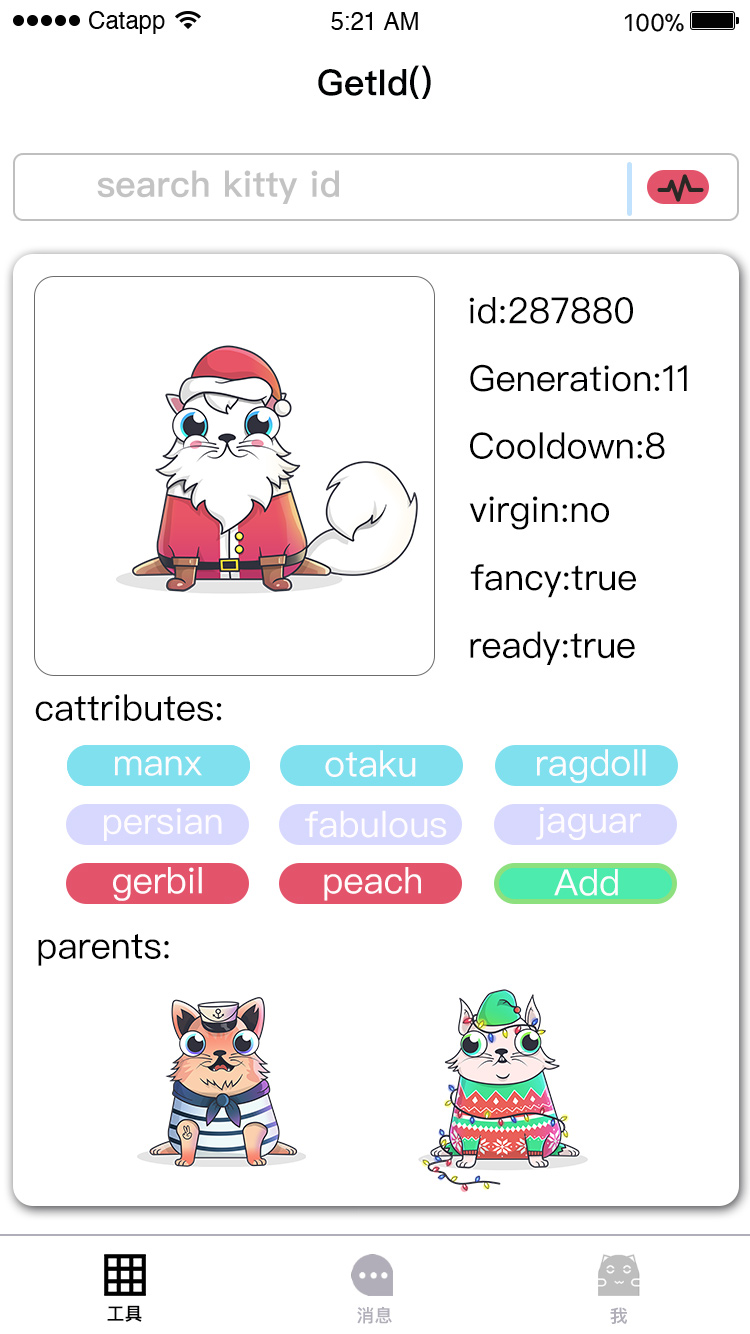 Catapp 5:21 AM 100%
GetId()
search kitty id
id:287880
Generation:11
Cooldown:8
virgin:no
fancy:true
ready:true
cattributes:
manx otaku ragdoll
persian fabulous jaguar
gerbil peach Add
parents:
工具 消息 我